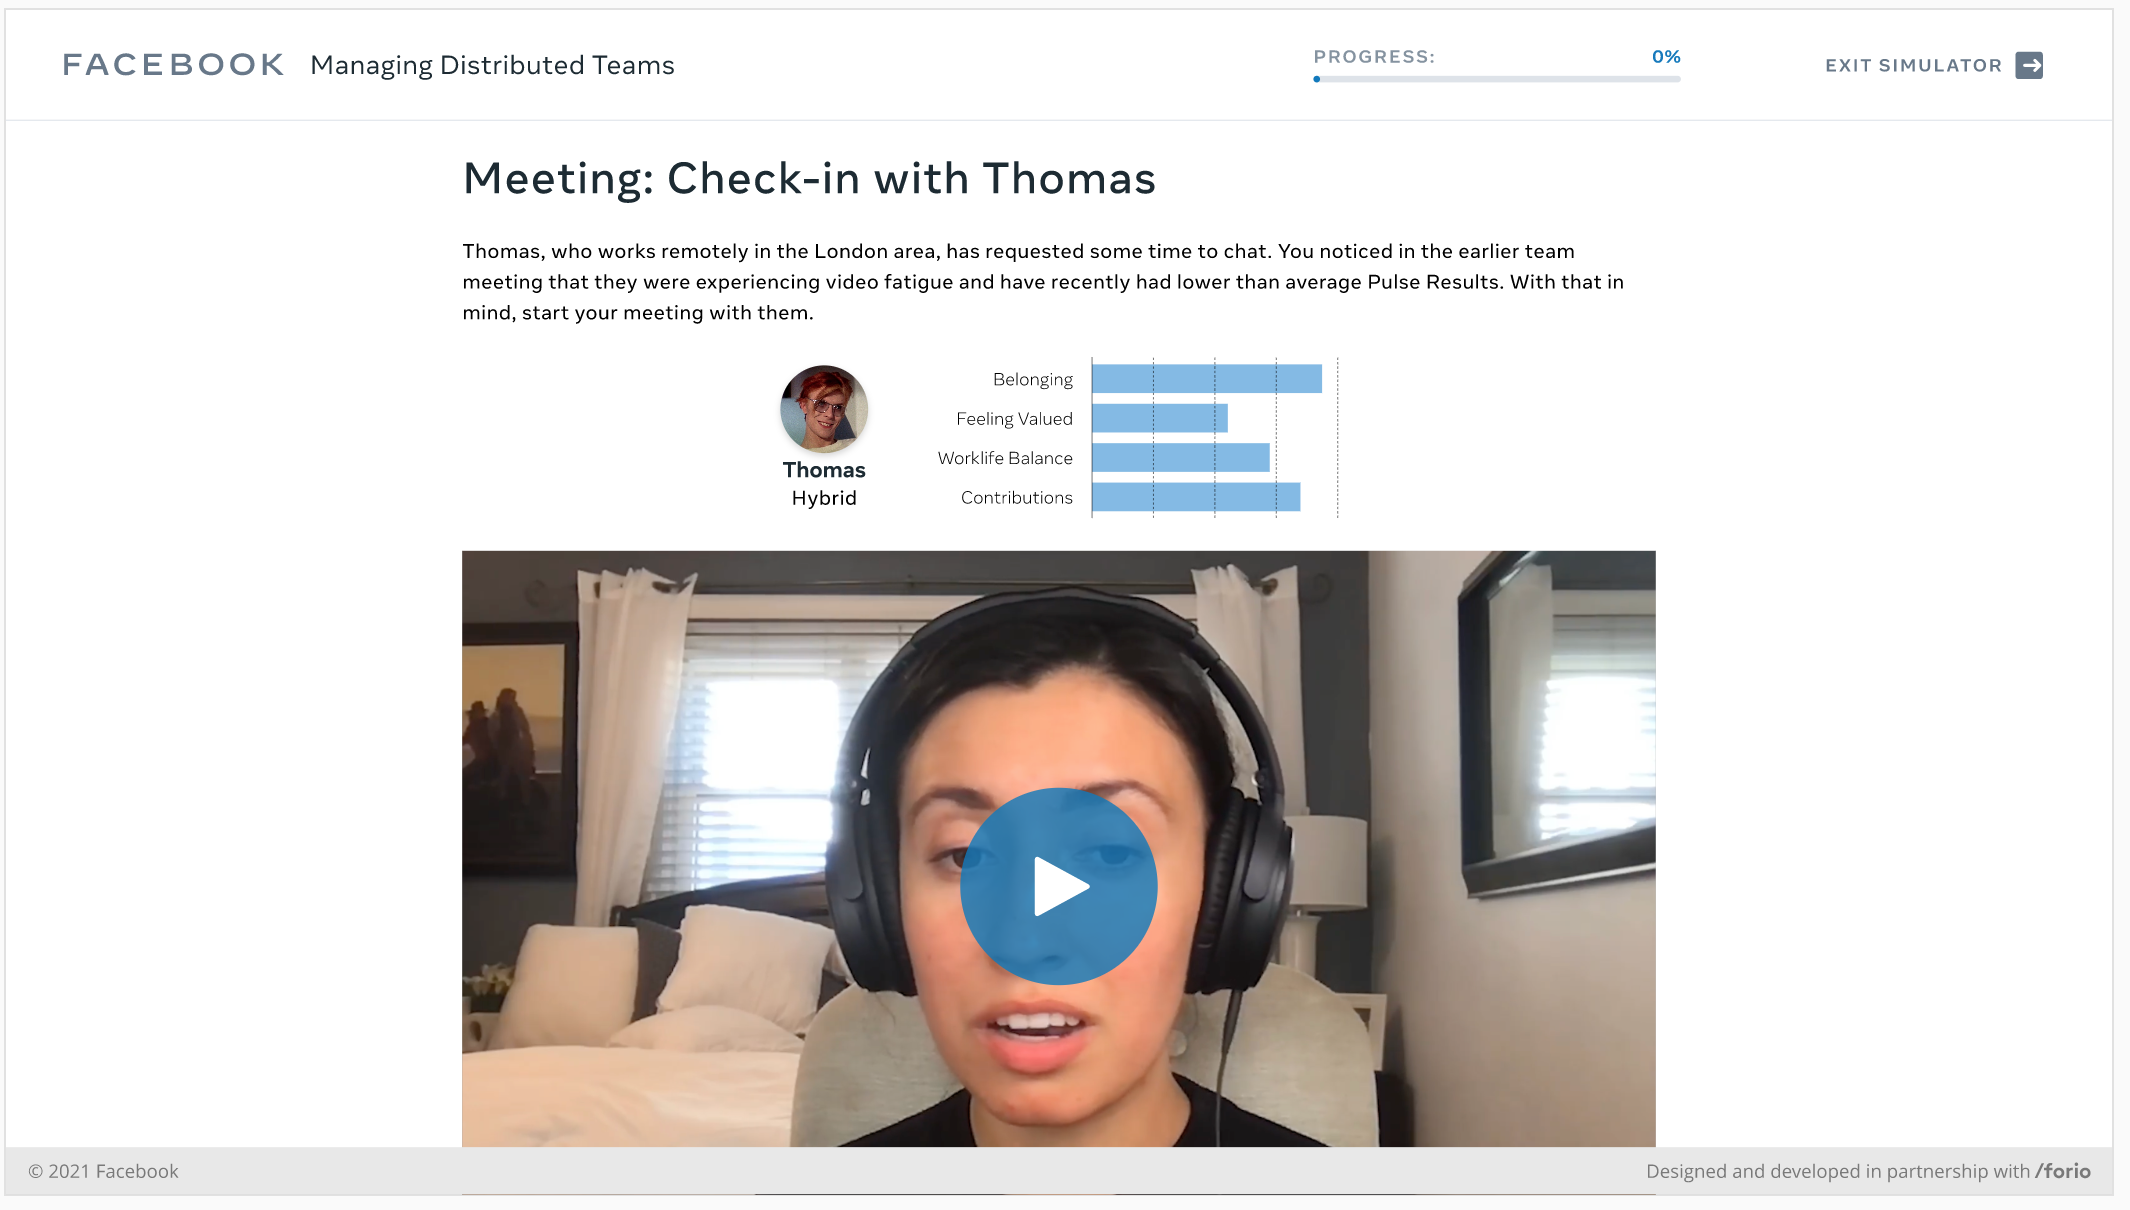 FACEBOOK Managing Distributed Teams
PROGRESS: 0%
EXIT SIMULATOR
Meeting: Check-in with Thomas
Thomas, who works remotely in the London area, has requested some time to chat. You noticed in the earlier team
meeting that they were experiencing video fatigue and have recently had lower than average Pulse Results. With that in
mind, start your meeting with them.
Thomas
Hybrid
Belonging
Feeling Valued
Worklife Balance
Contributions
© 2021 Facebook
Designed and developed in partnership with /forio